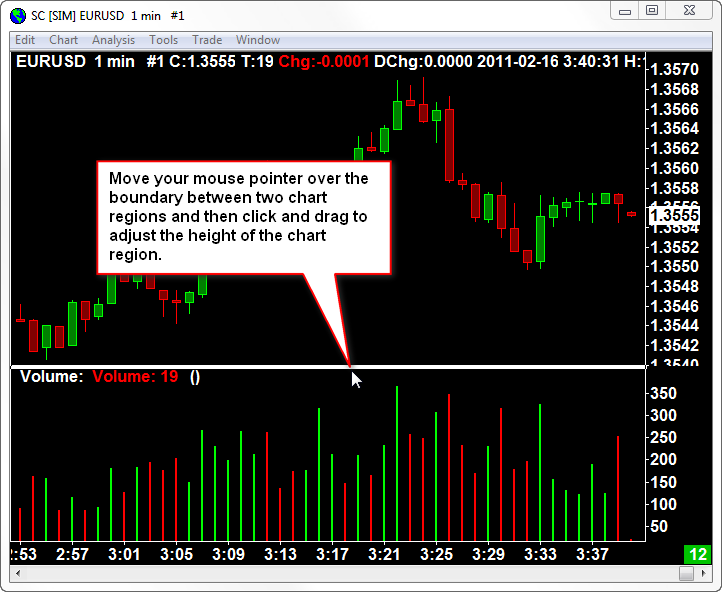 SC [SIM] EURUSD 1 min #1
Edit Chart Analysis Tools Trade Window
EURUSD 1 min #1 C:1.3555 T:19 Chg:-0.0001 DChg:0.0000 2011-02-16 3:40:31 H:
1.3570
1.3568
1.3566
1.3564
1.3562
1.3560
1.3558
1.3556
1.3555
1.3554
1.3552
1.3550
1.3548
1.3546
1.3544
1.3542
1.3540
Move your mouse pointer over the
boundary between two chart
regions and then click and drag to
adjust the height of the chart
region.
Volume: Volume: 19 ()
350
300
250
200
150
100
50
2:53 2:57 3:01 3:05 3:09 3:13 3:17 3:21 3:25 3:29 3:33 3:37 12